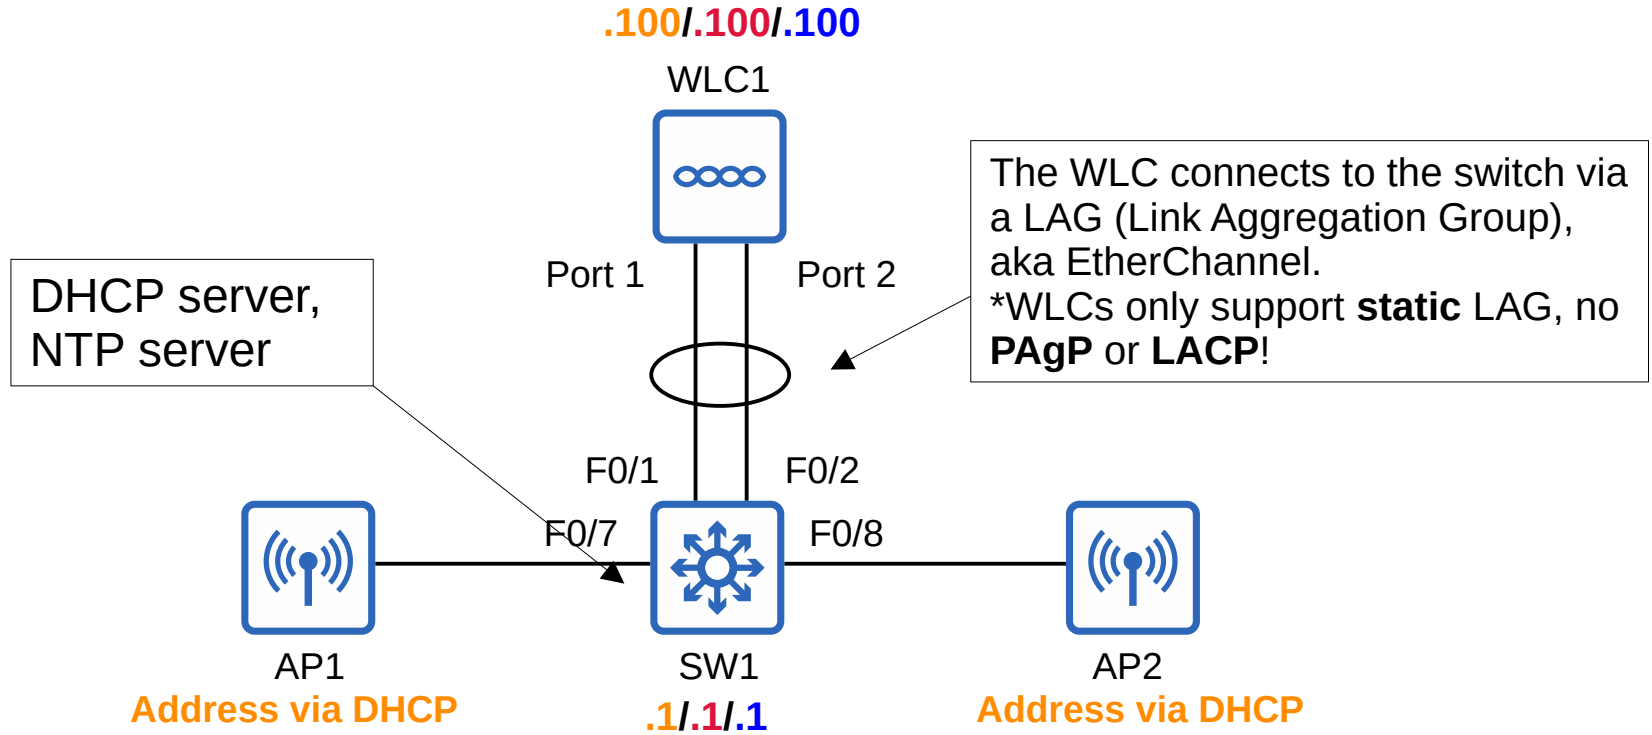 .100/.100/.100
WLC1
The WLC connects to the switch via
a LAG (Link Aggregation Group),
aka EtherChannel.
*WLCs only support static LAG, no
PAgP or LACP!
DHCP server,
NTP server
Port 1
Port 2
F0/1
F0/2
F0/7
F0/8
AP1
Address via DHCP
SW1
.1/.1/.1
AP2
Address via DHCP